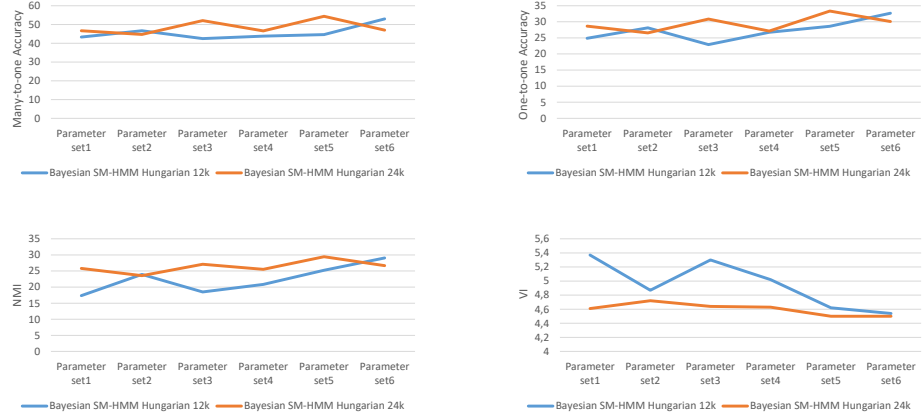 60
50
40
30
20
10
0
Many-to-one Accuracy
Parameter set1
Parameter set2
Parameter set3
Parameter set4
Parameter set5
Parameter set6
Bayesian SM-HMM Hungarian 12k
Bayesian SM-HMM Hungarian 24k
35
30
25
20
15
10
5
0
One-to-one Accuracy
Parameter set1
Parameter set2
Parameter set3
Parameter set4
Parameter set5
Parameter set6
Bayesian SM-HMM Hungarian 12k
Bayesian SM-HMM Hungarian 24k
35
30
25
20
15
10
5
0
NMI
Parameter set1
Parameter set2
Parameter set3
Parameter set4
Parameter set5
Parameter set6
Bayesian SM-HMM Hungarian 12k
Bayesian SM-HMM Hungarian 24k
5,6
5,4
5,2
5
4,8
4,6
4,4
4,2
4
VI
Parameter set1
Parameter set2
Parameter set3
Parameter set4
Parameter set5
Parameter set6
Bayesian SM-HMM Hungarian 12k
Bayesian SM-HMM Hungarian 24k